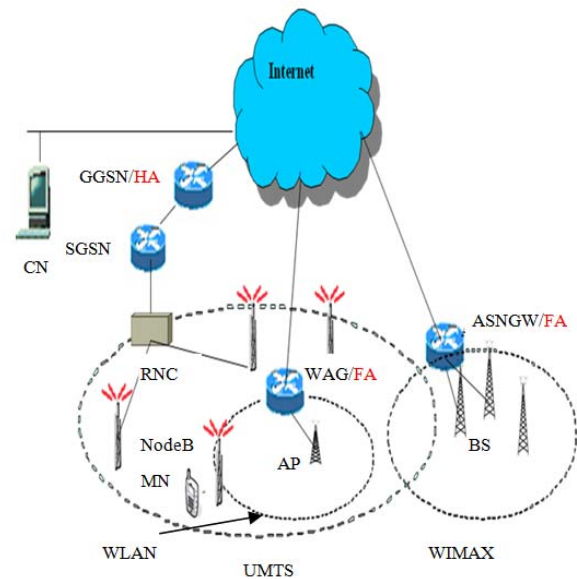 Internet
GGSN/HA
SGSN
CN
ASNGW/FA
RNC
WAG/FA
NodeB
AP
BS
MN
WLAN
WIMAX
UMTS